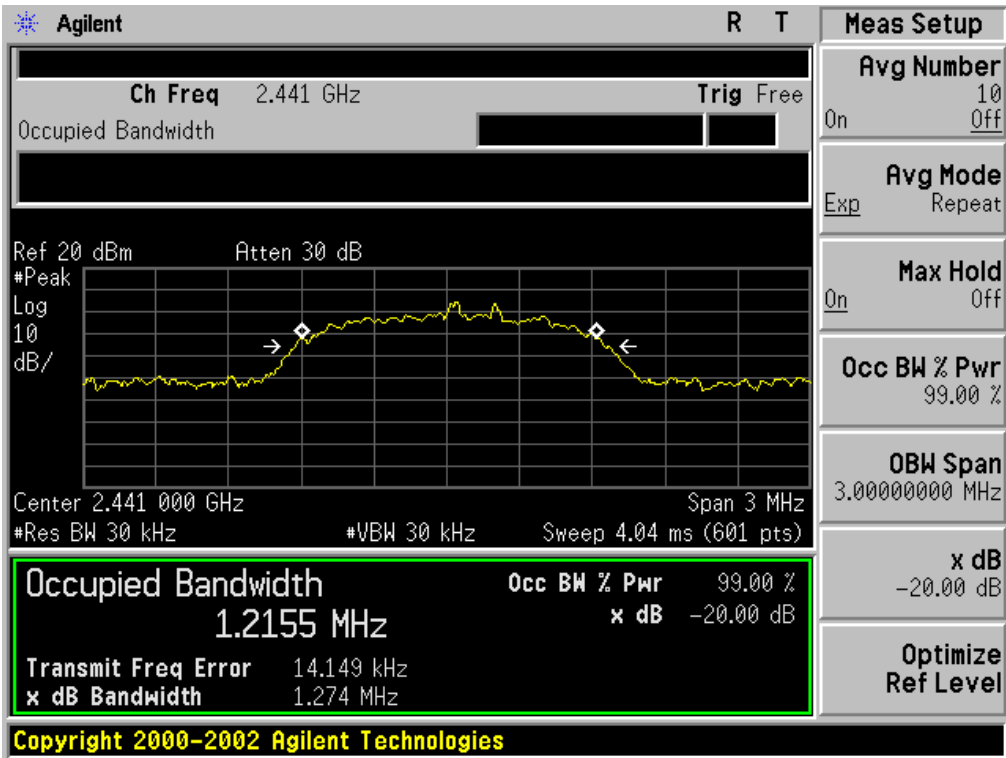 Agilent R T
Ch Freq 2.441 GHz Trig Free
Occupied Bandwidth
Ref 20 dBm Atten 30 dB
#Peak
Log
10
dB/
Center 2.441 000 GHz Span 3 MHz
#Res BW 30 kHz #VBW 30 kHz Sweep 4.04 ms (601 pts)
Occupied Bandwidth Occ BW % Pwr 99.00 %
1.2155 MHz x dB -20.00 dB
Transmit Freq Error 14.149 kHz
x dB Bandwidth 1.274 MHz
Copyright 2000-2002 Agilent Technologies
Meas Setup
Avg Number
10
On Off
Avg Mode
Exp Repeat
Max Hold
On Off
Occ BW % Pwr
99.00 %
OBW Span
3.00000000 MHz
x dB
-20.00 dB
Optimize
Ref Level